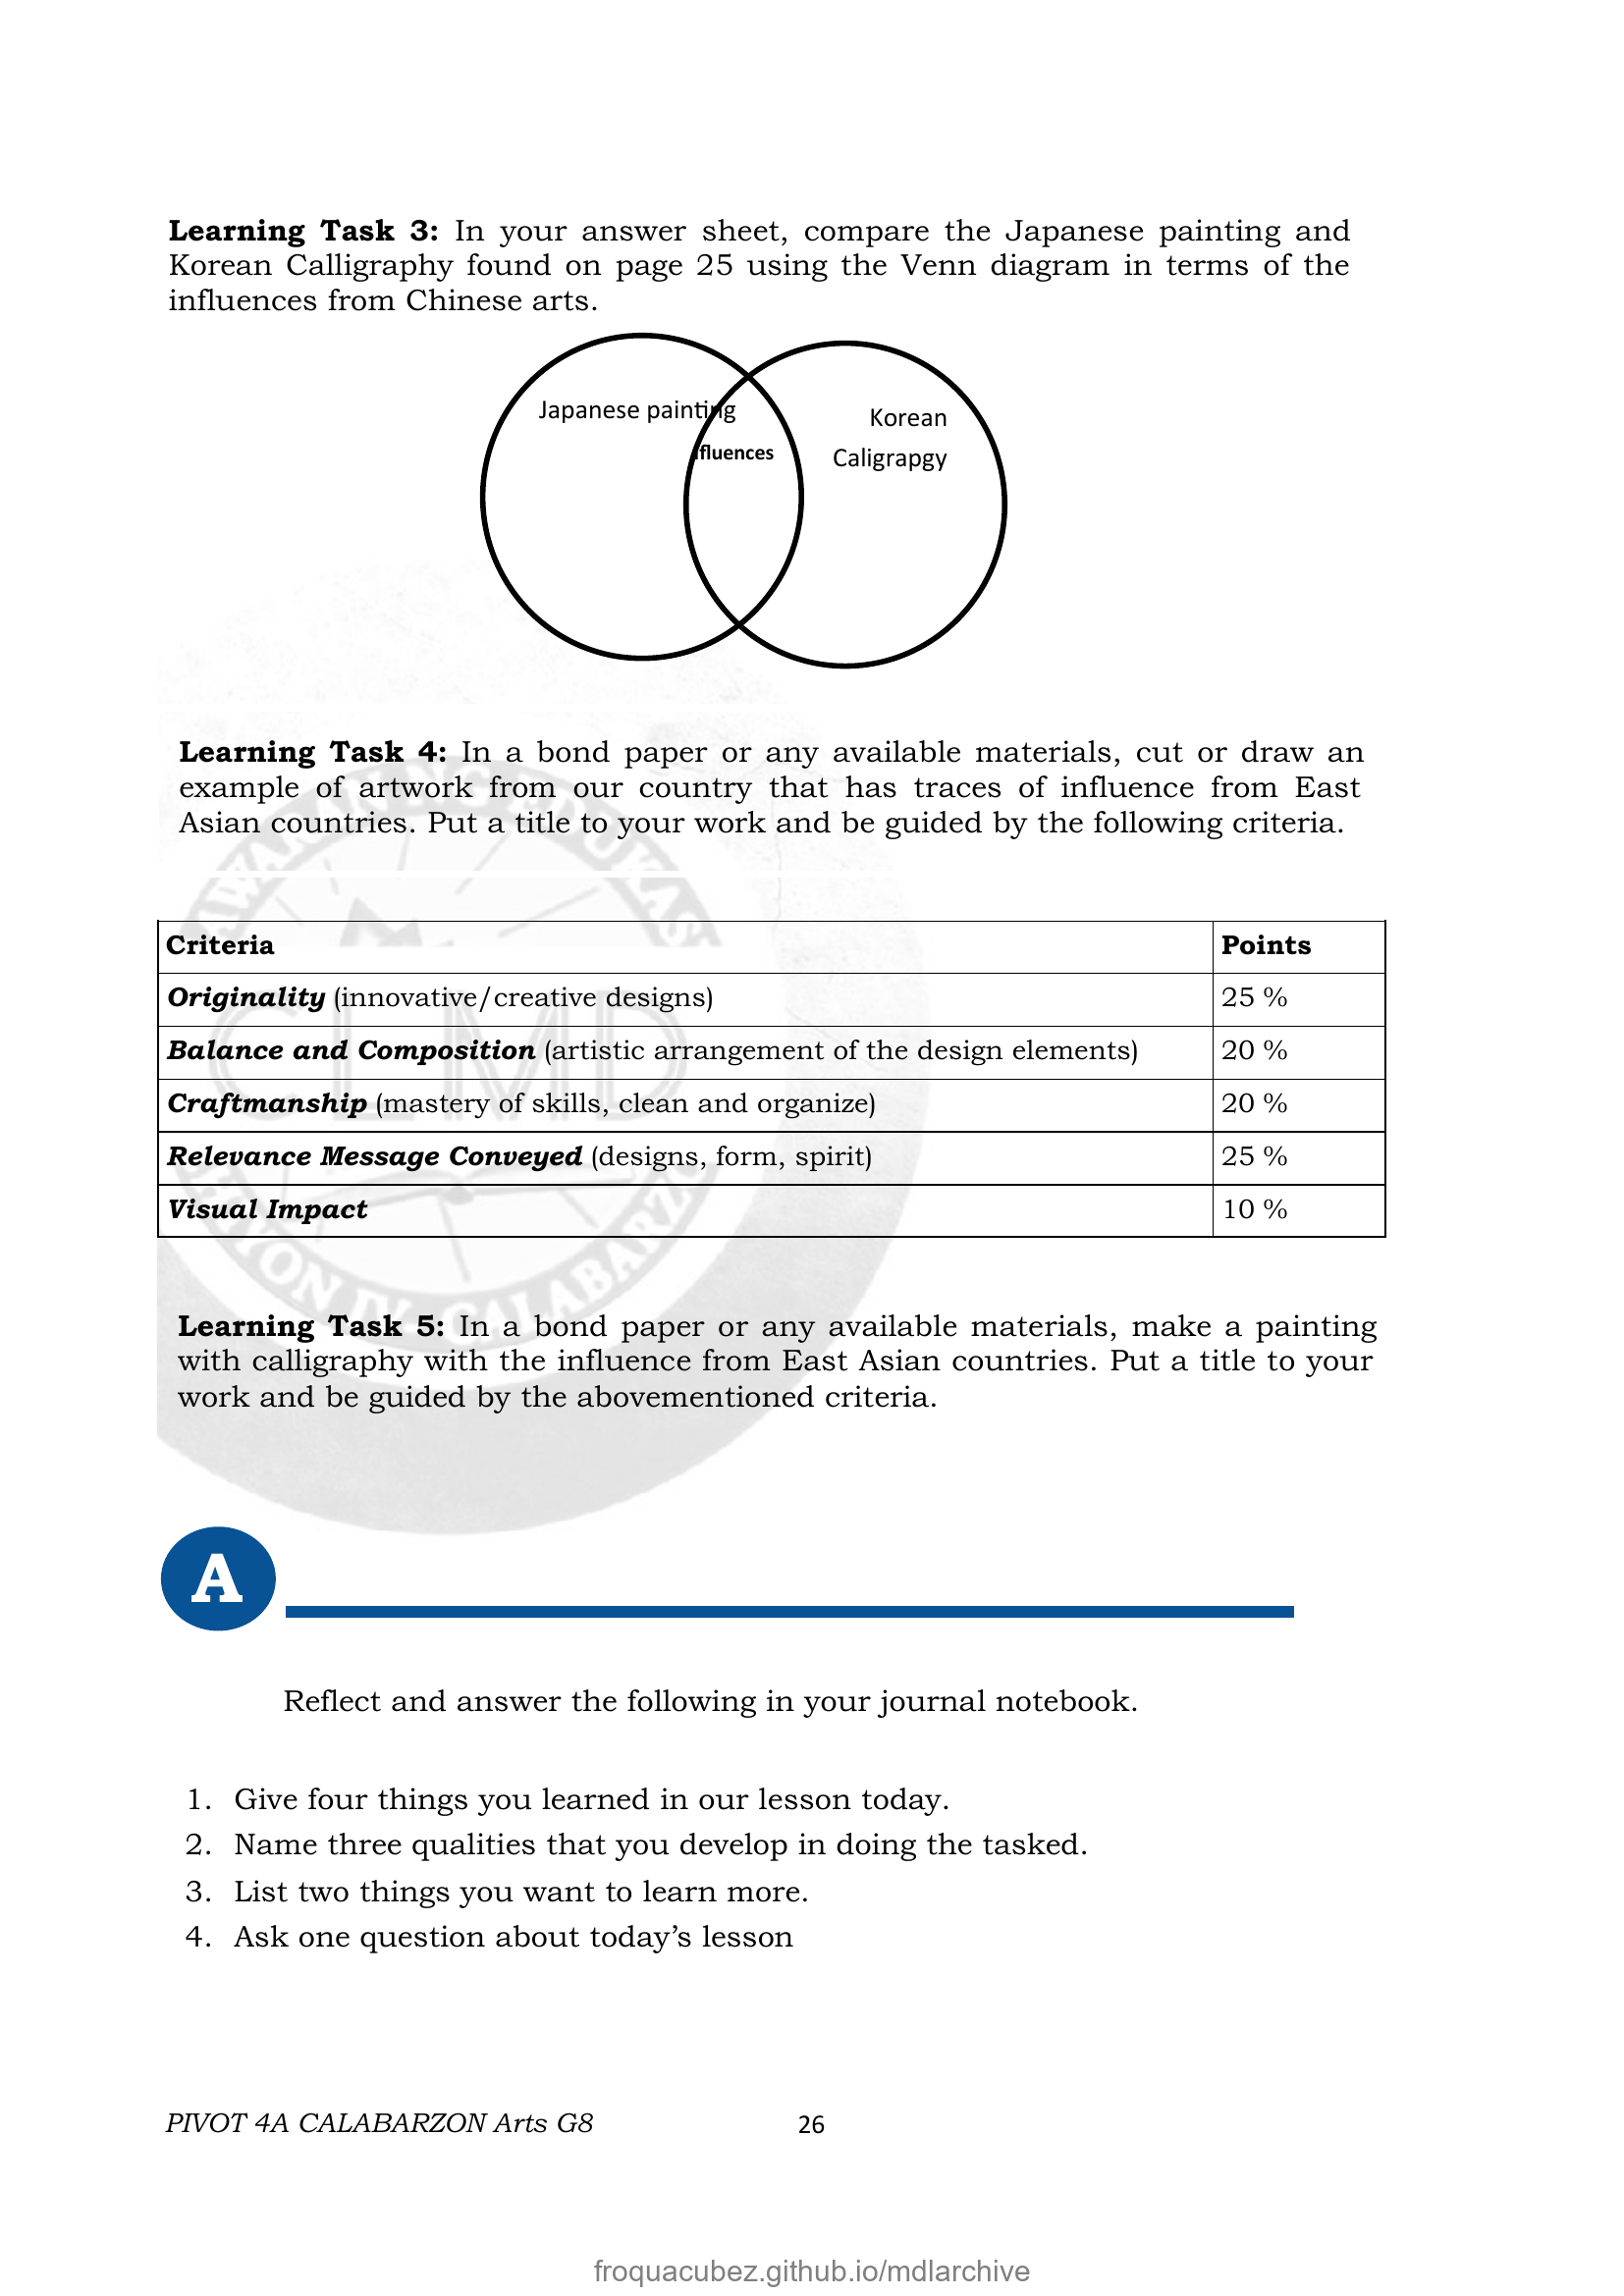 Learning Task 3: In your answer sheet, compare the Japanese painting and
Korean Calligraphy found on page 25 using the Venn diagram in terms of the
influences from Chinese arts.
Japanese painting
fluences
Korean
Caligrapgy
Learning Task 4: In a bond paper or any available materials, cut or draw an
example of artwork from our country that has traces of influence from East
Asian countries. Put a title to your work and be guided by the following criteria.
Criteria Points
Originality (innovative/creative designs) 25 %
Balance and Composition (artistic arrangement of the design elements) 20 %
Craftmanship (mastery of skills, clean and organize) 20 %
Relevance Message Conveyed (designs, form, spirit) 25 %
Visual Impact 10 %
CLMD
Learning Task 5: In a bond paper or any available materials, make a painting
with calligraphy with the influence from East Asian countries. Put a title to your
work and be guided by the abovementioned criteria.
A
Reflect and answer the following in your journal notebook.
1. Give four things you learned in our lesson today.
2. Name three qualities that you develop in doing the tasked.
3. List two things you want to learn more.
4. Ask one question about today's lesson
PIVOT 4A CALABARZON Arts G8 26
froquacubez.github.io/mdlarchive